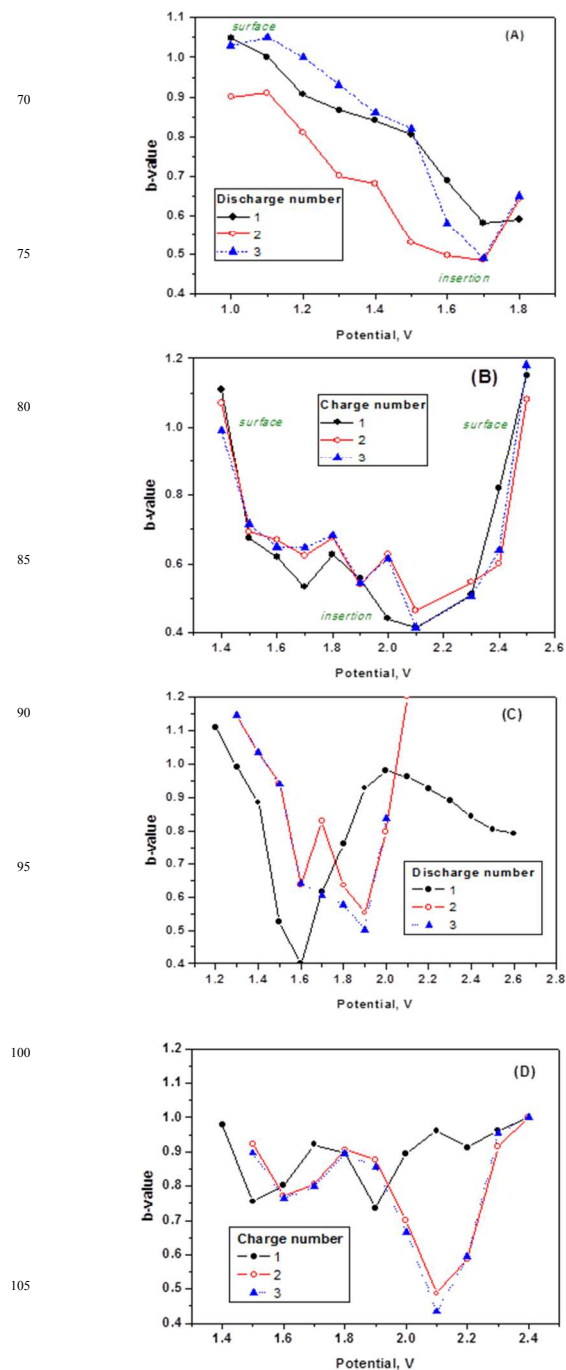 70
75
80
85
90
95
100
105
(A)
surface
insertion
b-value
1.1
1.0
0.9
0.8
0.7
0.6
0.5
0.4
Discharge number
1
2
3
1.0 1.1 1.2 1.3 1.4 1.5 1.6 1.7 1.8
Potential, V
(B)
surface
surface
insertion
b-value
1.2
1.0
0.8
0.6
0.4
Charge number
1
2
3
1.4 1.6 1.8 2.0 2.2 2.4 2.6
Potential, V
(C)
b-value
1.2
1.1
1.0
0.9
0.8
0.7
0.6
0.5
0.4
Discharge number
1
2
3
1.2 1.4 1.6 1.8 2.0 2.2 2.4 2.6
Potential, V
(D)
b-value
1.2
1.1
1.0
0.9
0.8
0.7
0.6
0.5
0.4
Charge number
1
2
3
1.4 1.6 1.8 2.0 2.2 2.4
Potential, V